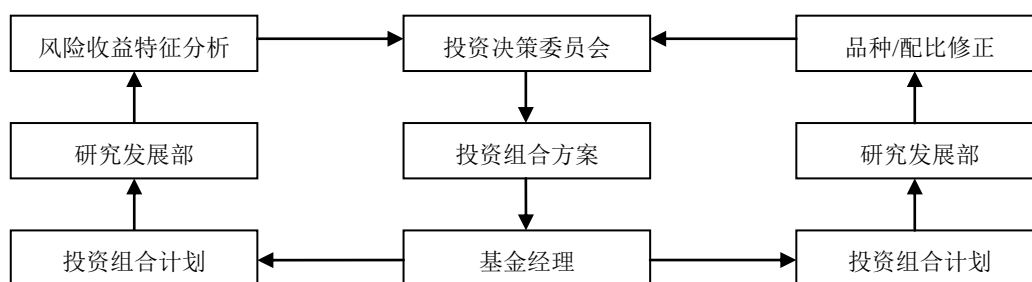 风险收益特征分析
投资决策委员会
品种/配比修正
研究发展部
投资组合方案
研究发展部
投资组合计划
基金经理
投资组合计划